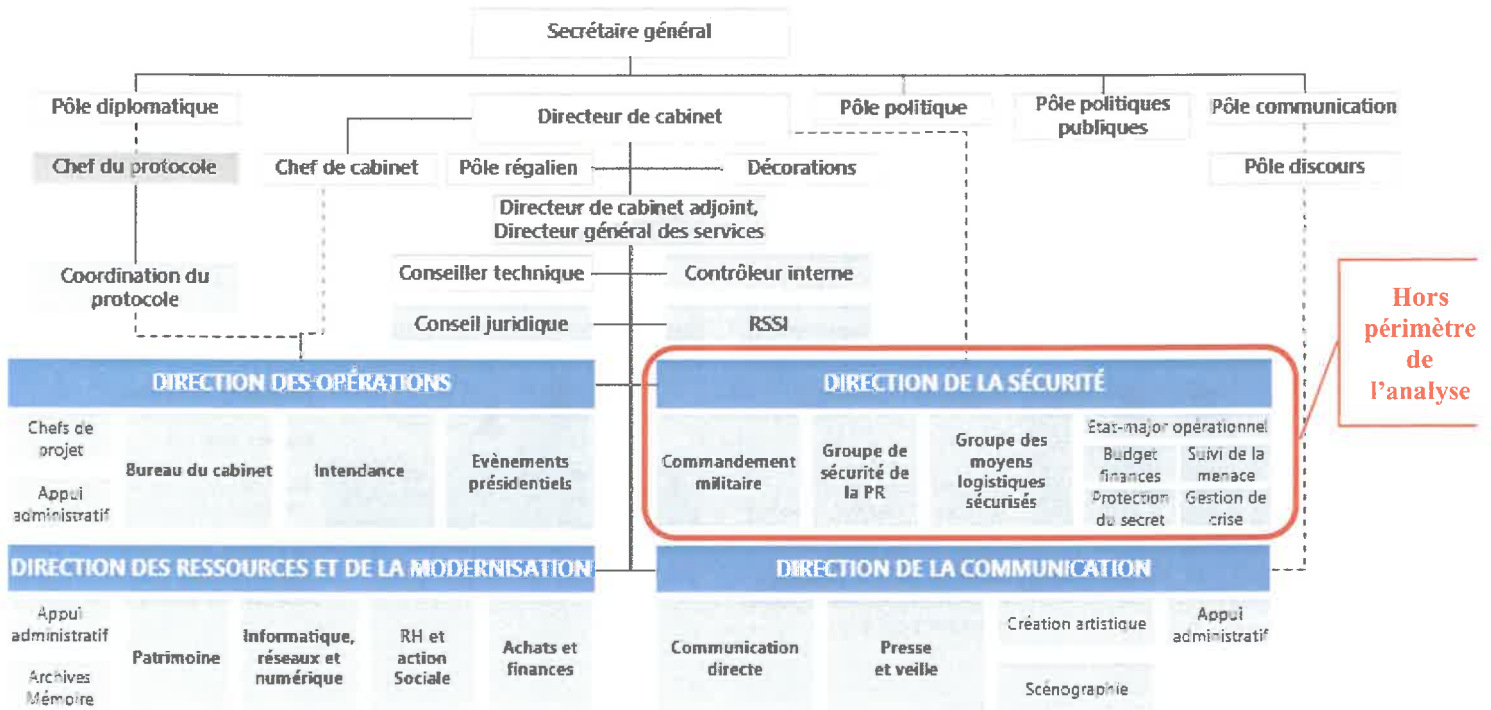 Secrétaire général
Pôle diplomatique
Directeur de cabinet
Pôle politique
Pôle politiques
publiques
Pôle communication
Chef du protocole
Chef de cabinet
Pôle régalien
Décorations
Pôle discours
Directeur de cabinet adjoint,
Directeur général des services
Coordination du
protocole
Conseiller technique
Contrôleur interne
Conseil juridique
RSSI
Hors
périmètre
de
l'analyse
DIRECTION DES OPÉRATIONS
Chefs de
projet
Appui
administratif
Bureau du cabinet
Intendance
Evènements
présidentiels
DIRECTION DE LA SÉCURITÉ
Commandement
militaire
Groupe de
sécurité de
la PR
Groupe des
moyens
logistiques
sécurisés
Etat-major opérationnel
Budget
finances
Suivi de la
menace
Protection
du secret
Gestion de
crise
DIRECTION DES RESSOURCES ET DE LA MODERNISATION
Appui
administratif
Archives
Mémoire
Patrimoine
Informatique,
réseaux et
numérique
RH et
action
Sociale
Achats et
finances
DIRECTION DE LA COMMUNICATION
Communication
directe
Presse
et veille
Création artistique
Scénographie
Appui
administratif